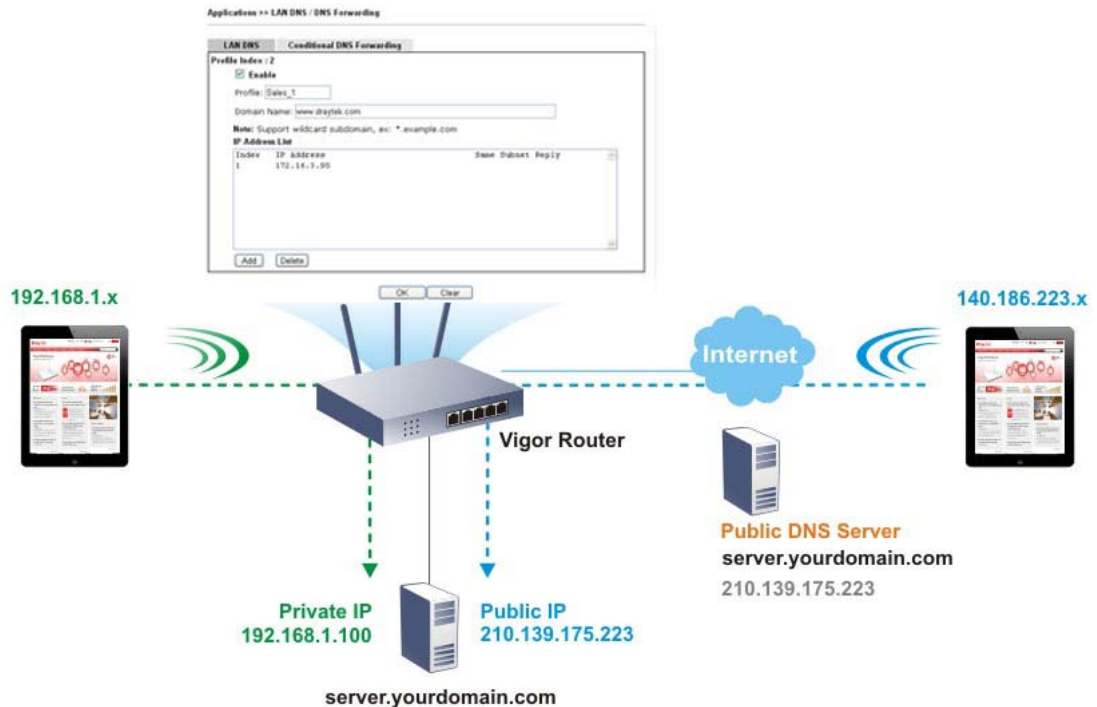 Applications >> LAN DNS / DNS Forwarding
LAN DNS Conditional DNS Forwarding
Profile Index : 2
Enable
Profile: Sales_1
Domain Name: www.draytek.com
Note: Support wildcard subdomain, ex: *.example.com
IP Address List
Index IP Address Same Subnet Reply
1 172.16.3.95
Add Delete
OK Clear
192.168.1.x
140.186.223.x
Internet
Vigor Router
Public DNS Server
server.yourdomain.com
210.139.175.223
Private IP
192.168.1.100
Public IP
210.139.175.223
server.yourdomain.com